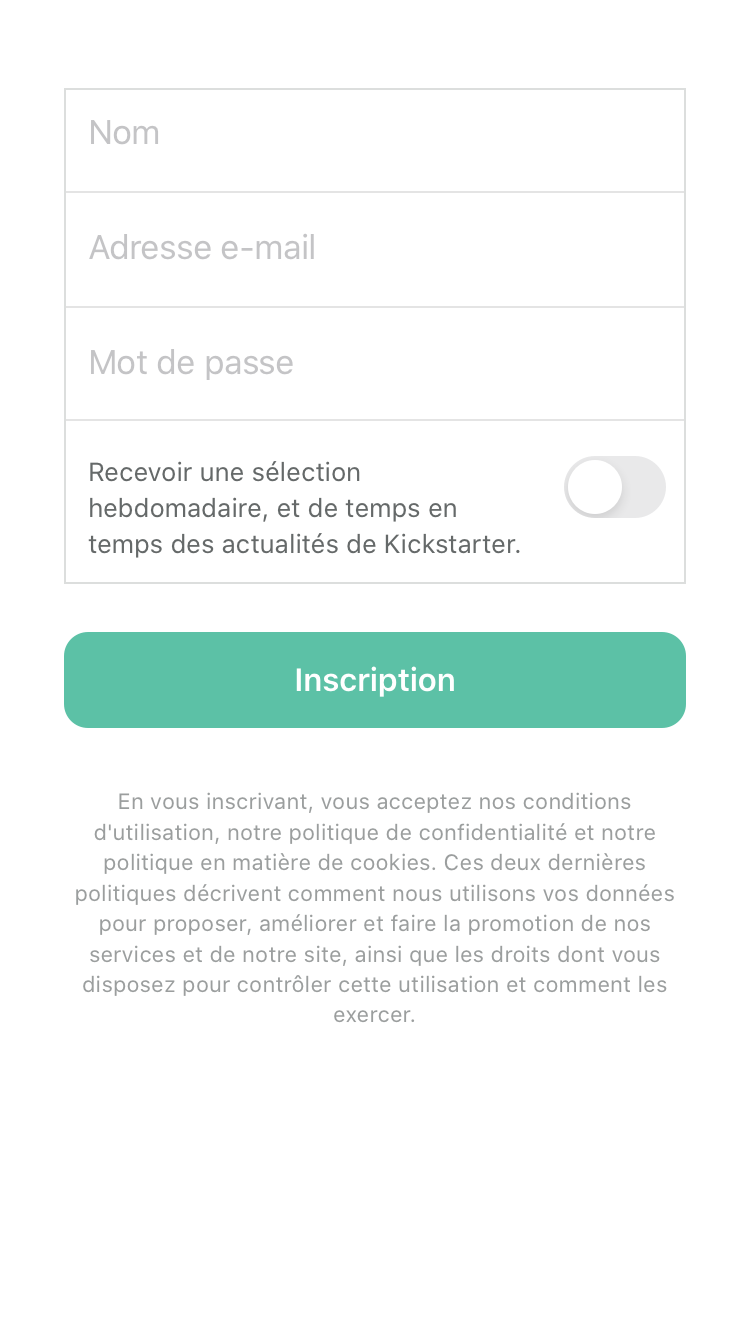 Nom
Adresse e-mail
Mot de passe
Recevoir une sélection
hebdomadaire, et de temps en
temps des actualités de Kickstarter.
Inscription
En vous inscrivant, vous acceptez nos conditions
d'utilisation, notre politique de confidentialité et notre
politique en matière de cookies. Ces deux dernières
politiques décrivent comment nous utilisons vos données
pour proposer, améliorer et faire la promotion de nos
services et de notre site, ainsi que les droits dont vous
disposez pour contrôler cette utilisation et comment les
exercer.